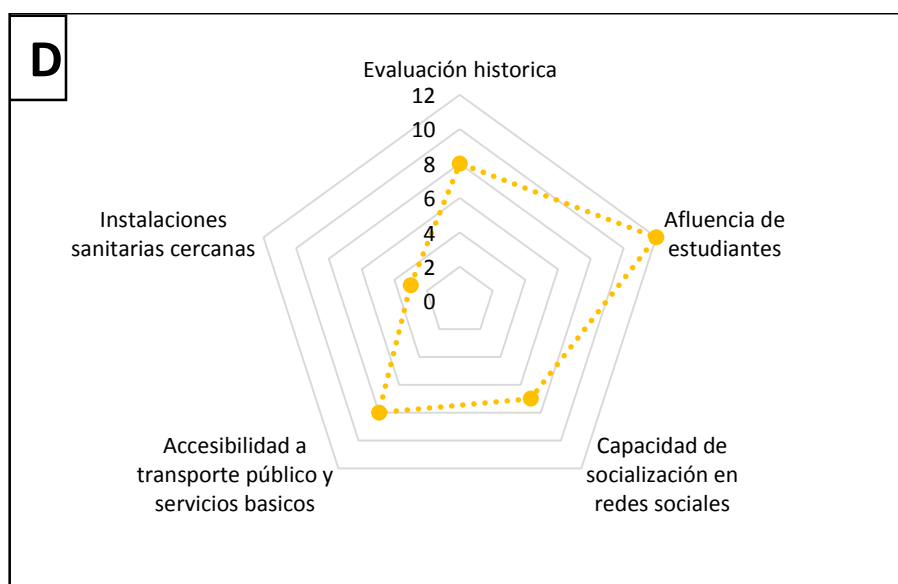 D
Evaluación historica
12
10
8
6
4
2
0
Afluencia de
estudiantes
Capacidad de
socialización en
redes sociales
Accesibilidad a
transporte público y
servicios basicos
Instalaciones
sanitarias cercanas